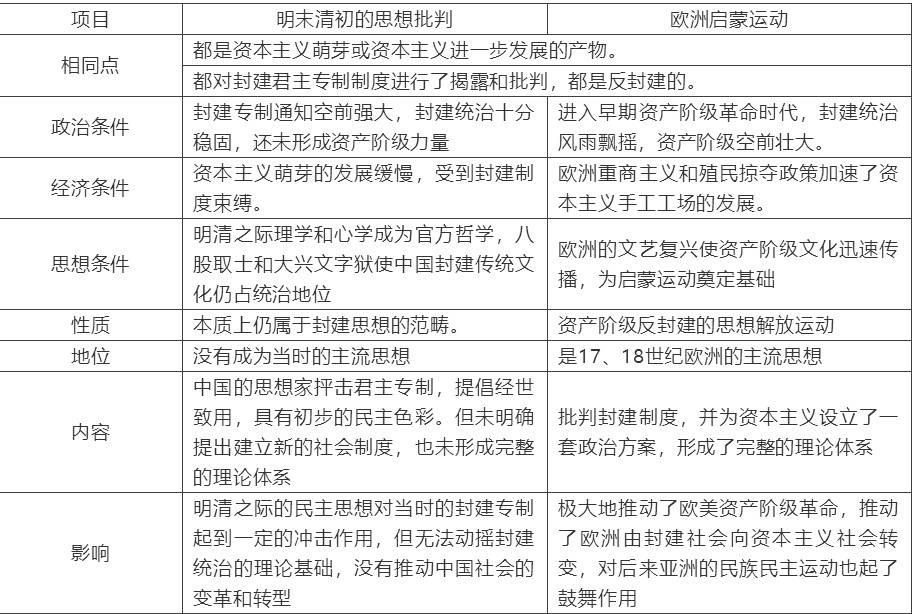 项目 明末清初的思想批判 欧洲启蒙运动
相同点
都是资本主义萌芽或资本主义进一步发展的产物。
都对封建君主专制制度进行了揭露和批判，都是反封建的。
政治条件
封建专制通知空前强大，封建统治十分
稳固，还未形成资产阶级力量
进入早期资产阶级革命时代，封建统治
风雨飘摇，资产阶级空前壮大。
经济条件
资本主义萌芽的发展缓慢，受到封建制
度束缚。
欧洲重商主义和殖民掠夺政策加速了资
本主义手工工场的发展。
思想条件
明清之际理学和心学成为官方哲学，八
股取士和大兴文字狱使中国封建传统文
化仍占统治地位
欧洲的文艺复兴使资产阶级文化迅速传
播，为启蒙运动奠定基础
性质
本质上仍属于封建思想的范畴。
资产阶级反封建的思想解放运动
地位
没有成为当时的主流思想
是17、18世纪欧洲的主流思想
内容
中国的思想家抨击君主专制，提倡经世
致用，具有初步的民主色彩。但未明确
提出建立新的社会制度，也未形成完整
的理论体系
批判封建制度，并为资本主义设立了一
套政治方案，形成了完整的理论体系
影响
明清之际的民主思想对当时的封建专制
起到一定的冲击作用，但无法动摇封建
统治的理论基础，没有推动中国社会的
变革和转型
极大地推动了欧美资产阶级革命，推动
了欧洲由封建社会向资本主义社会转
变，对后来亚洲的民族民主运动也起了
鼓舞作用